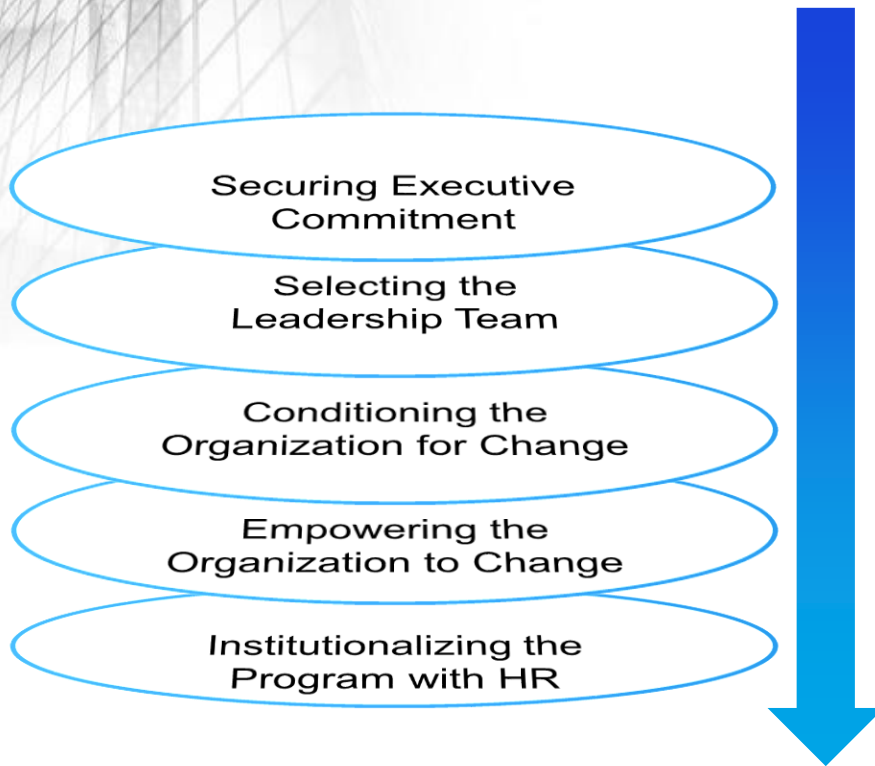 Securing Executive
Commitment
Selecting the
Leadership Team
Conditioning the
Organization for Change
Empowering the
Organization to Change
Institutionalizing the
Program with HR